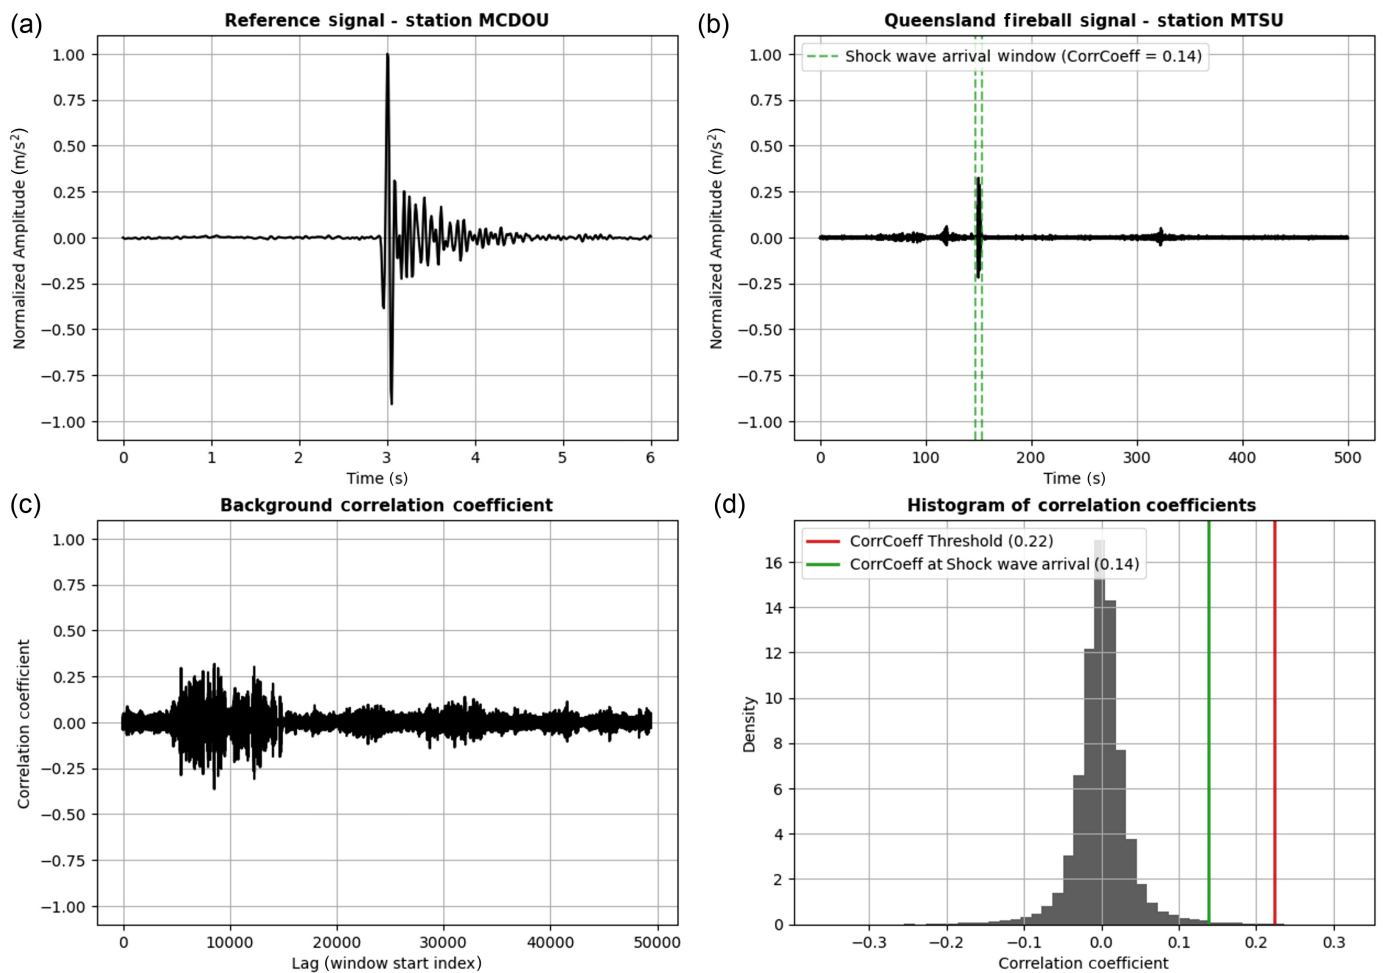 (a)
Reference signal - station MCDOU
1.00
0.75
0.50
0.25
0.00
−0.25
−0.50
−0.75
−1.00
Normalized Amplitude (m/s²)
0 1 2 3 4 5 6
Time (s)
(b)
Queensland fireball signal - station MTSU
Shock wave arrival window (CorrCoeff = 0.14)
1.00
0.75
0.50
0.25
0.00
−0.25
−0.50
−0.75
−1.00
Normalized Amplitude (m/s²)
0 100 200 300 400 500
Time (s)
(c)
Background correlation coefficient
1.00
0.75
0.50
0.25
0.00
−0.25
−0.50
−0.75
−1.00
Correlation coefficient
0 10000 20000 30000 40000 50000
Lag (window start index)
(d)
Histogram of correlation coefficients
CorrCoeff Threshold (0.22)
CorrCoeff at Shock wave arrival (0.14)
16
14
12
10
8
6
4
2
0
Density
−0.3 −0.2 −0.1 0.0 0.1 0.2 0.3
Correlation coefficient